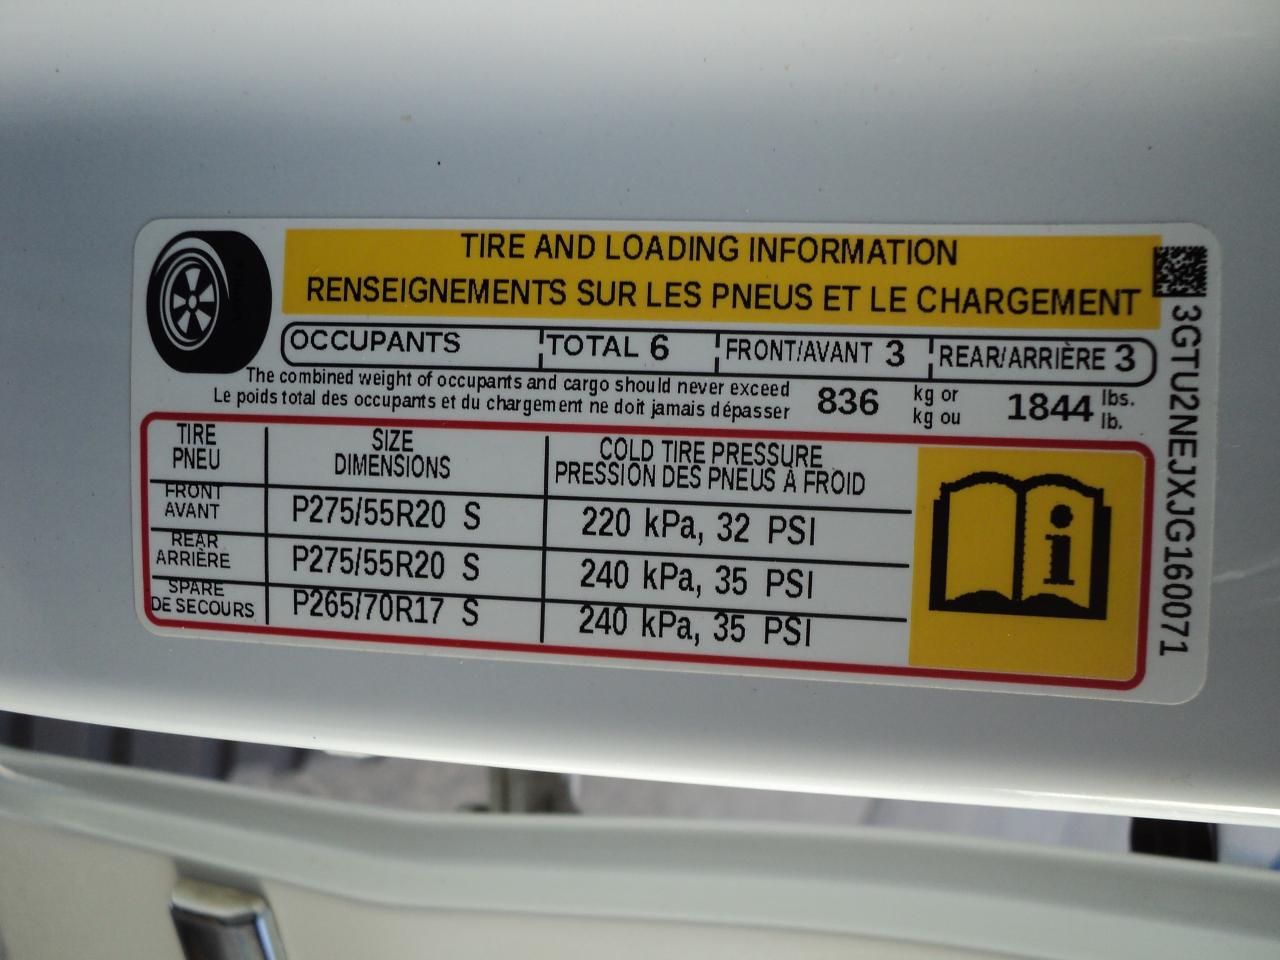 TIRE AND LOADING INFORMATION
RENSEIGNEMENTS SUR LES PNEUS ET LE CHARGEMENT
OCCUPANTS TOTAL 6 FRONT/AVANT 3 REAR/ARRIÈRE 3
The combined weight of occupants and cargo should never exceed 836 kg or 1844 lbs.
Le poids total des occupants et du chargement ne doit jamais dépasser kg ou lb.
TIRE SIZE COLD TIRE PRESSURE
PNEU DIMENSIONS PRESSION DES PNEUS À FROID
FRONT
AVANT P275/55R20 S 220 kPa, 32 PSI
REAR
ARRIÈRE P275/55R20 S 240 kPa, 35 PSI
SPARE
DE SECOURS P265/70R17 S 240 kPa, 35 PSI
i
3GTU2NEJXJG160071